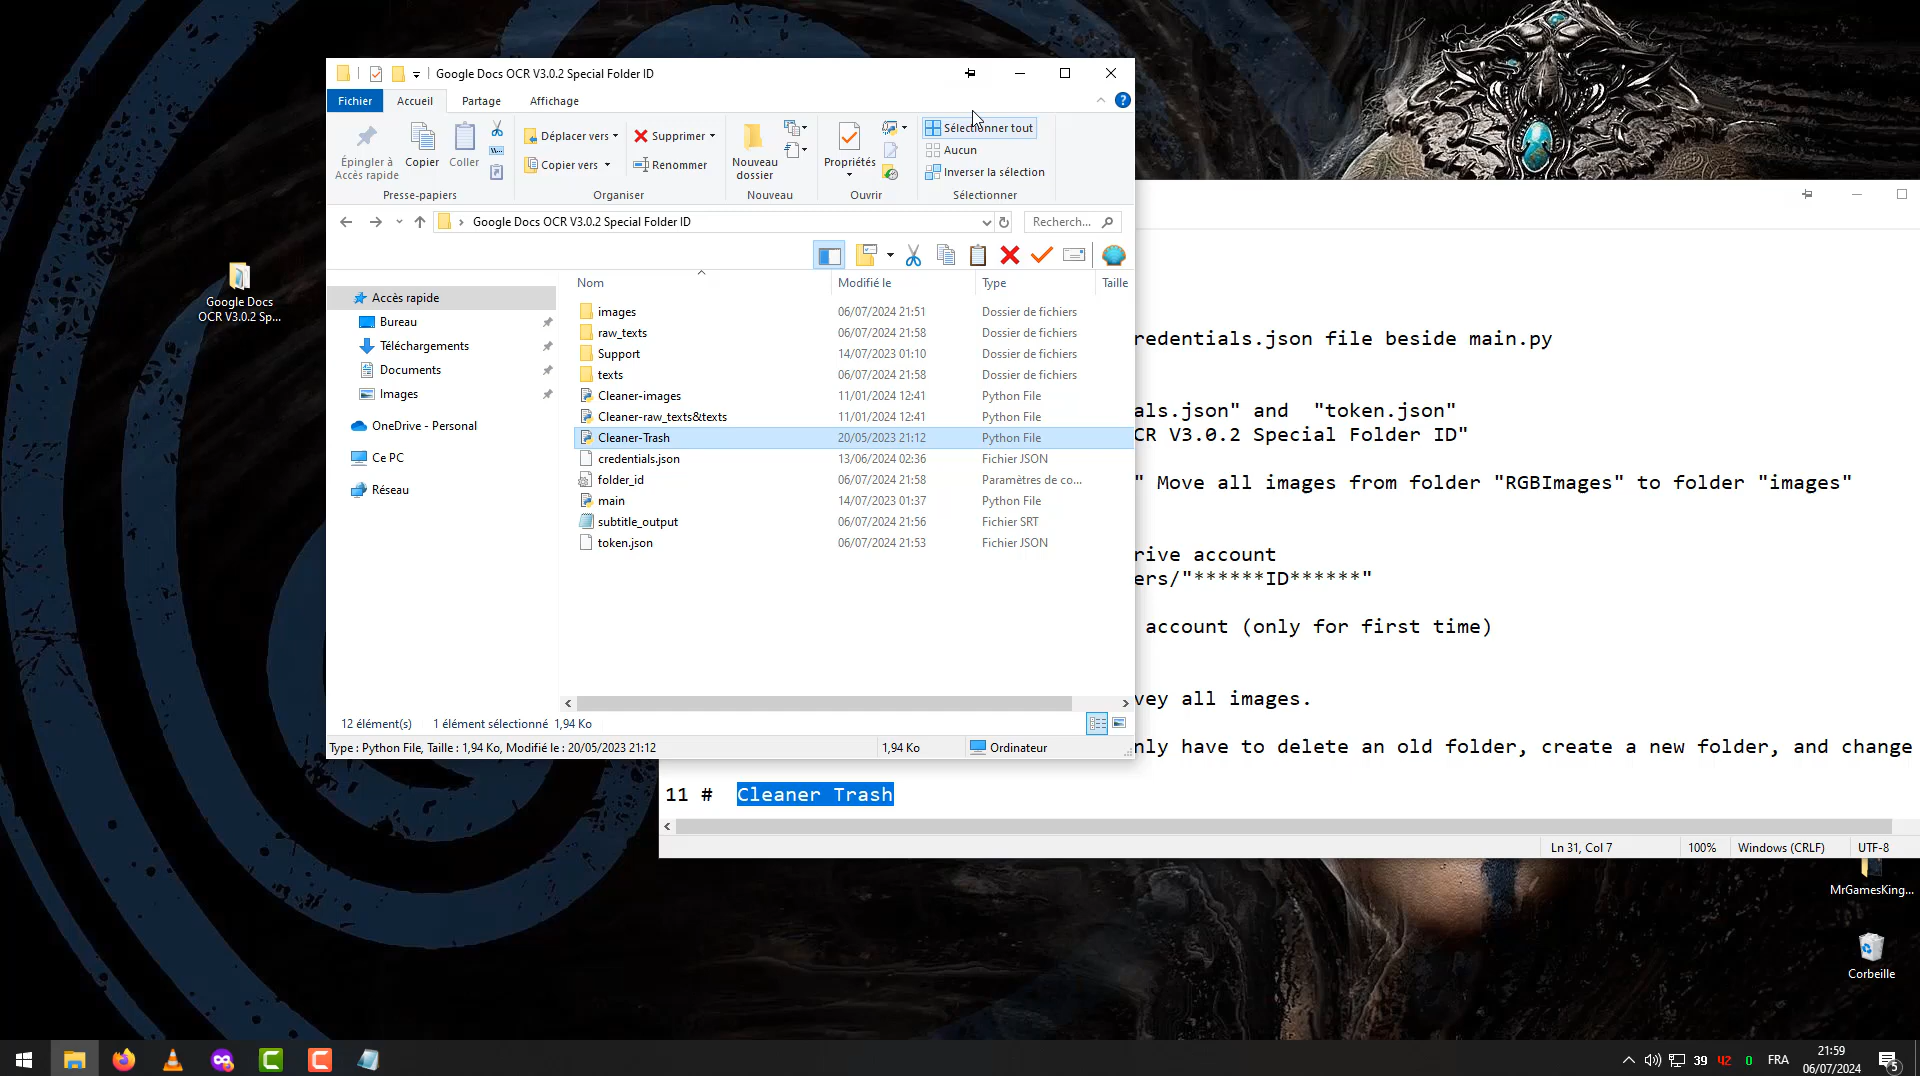 Google Docs OCR V3.0.2 Special Folder ID
Fichier
Accueil
Partage
Affichage
Épingler à
Accès rapide
Copier
Coller
Presse-papiers
Déplacer vers
Copier vers
Supprimer
Renommer
Organiser
Nouveau
dossier
Nouveau
Propriétés
Ouvrir
Sélectionner tout
Aucun
Inverser la sélection
Sélectionner
Google Docs OCR V3.0.2 Special Folder ID
Recherch...
Accès rapide
Bureau
Téléchargements
Documents
Images
OneDrive - Personal
Ce PC
Réseau
Nom Modifié le Type Taille
images 06/07/2024 21:51 Dossier de fichiers
raw_texts 06/07/2024 21:58 Dossier de fichiers
Support 14/07/2023 01:10 Dossier de fichiers
texts 06/07/2024 21:58 Dossier de fichiers
Cleaner-images 11/01/2024 12:41 Python File
Cleaner-raw_texts&texts 11/01/2024 12:41 Python File
Cleaner-Trash 20/05/2023 21:12 Python File
credentials.json 13/06/2024 02:36 Fichier JSON
folder_id 06/07/2024 21:58 Paramètres de co...
main 14/07/2023 01:37 Python File
subtitle_output 06/07/2024 21:56 Fichier SRT
token.json 06/07/2024 21:53 Fichier JSON
12 élément(s) 1 élément sélectionné 1,94 Ko
Type : Python File, Taille : 1,94 Ko, Modifié le : 20/05/2023 21:12 1,94 Ko Ordinateur
redentials.json file beside main.py
als.json" and "token.json"
CR V3.0.2 Special Folder ID"
" Move all images from folder "RGBImages" to folder "images"
rive account
ers/"******ID******"
account (only for first time)
vey all images.
nly have to delete an old folder, create a new folder, and change
11 # Cleaner Trash
Ln 31, Col 7 100% Windows (CRLF) UTF-8
Google Docs
OCR V3.0.2 Sp...
MrGamesKing...
Corbeille
39 42 0 FRA
21:59
06/07/2024
5